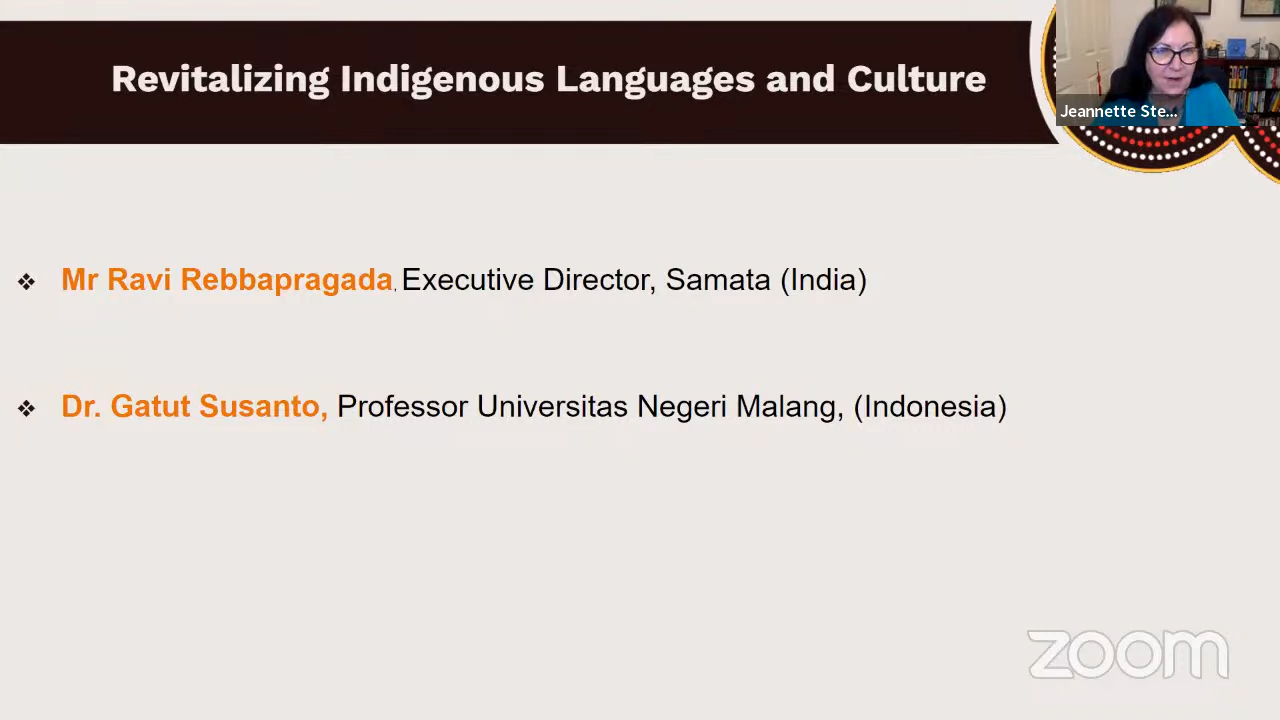 Revitalizing Indigenous Languages and Culture
Jeannette Ste...
❖ Mr Ravi Rebbapragada, Executive Director, Samata (India)
❖ Dr. Gatut Susanto, Professor Universitas Negeri Malang, (Indonesia)
zoom